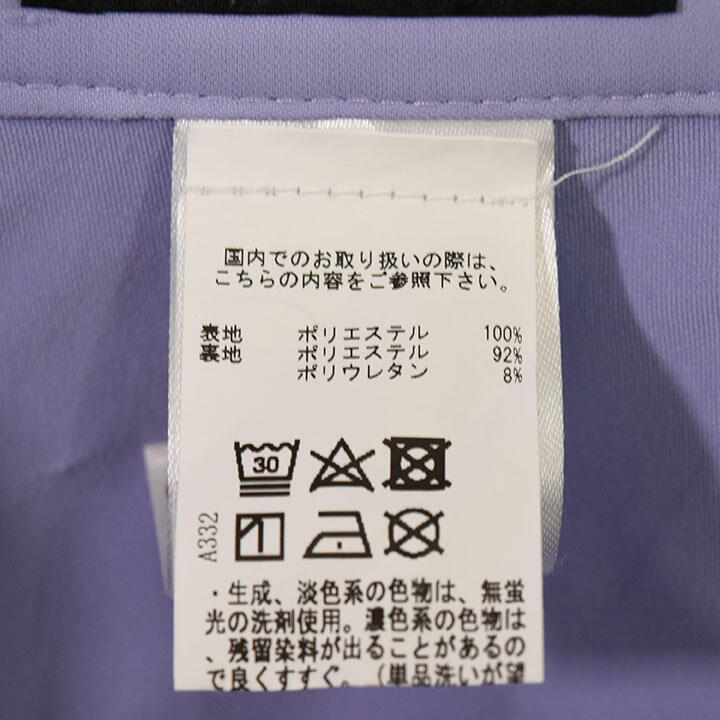 国内でのお取り扱いの際は、
こちらの内容をご参照下さい。
表地 ポリエステル 100%
裏地 ポリエステル 92%
ポリウレタン 8%
30
A332
・生成、淡色系の色物は、無蛍
光の洗剤使用。濃色系の色物は
、残留染料が出ることがあるの
で良くすすぐ。（単品洗いが望